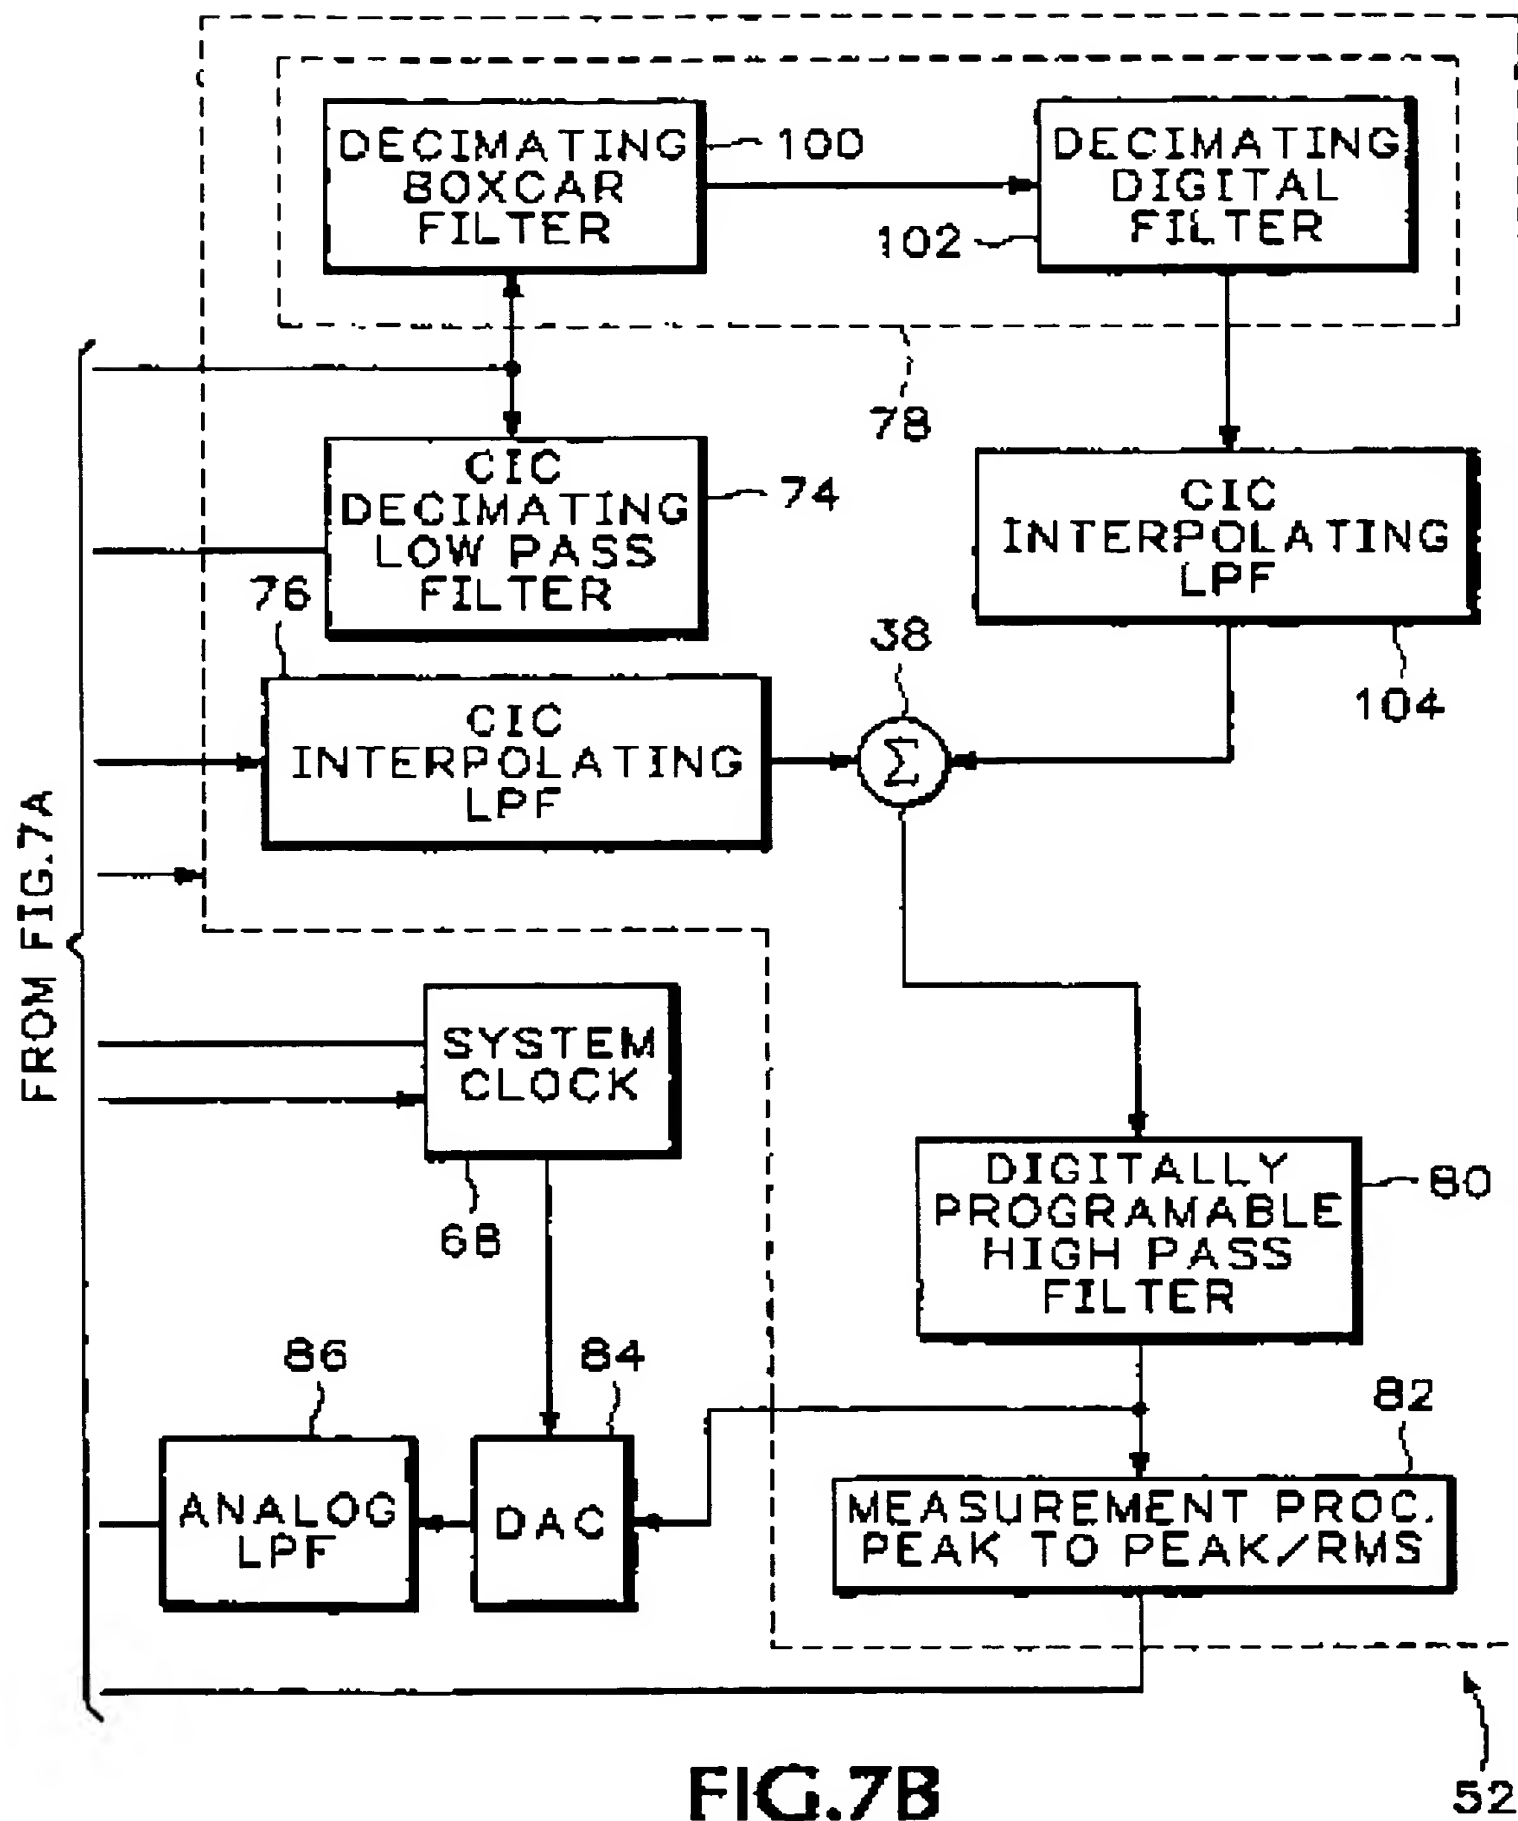 DECIMATING
BOXCAR
FILTER
100
DECIMATING
DIGITAL
FILTER
102
78
CIC
DECIMATING
LOW PASS
FILTER
74
CIC
INTERPOLATING
LPF
104
76
CIC
INTERPOLATING
LPF
38
Σ
FROM FIG.7A
SYSTEM
CLOCK
68
DIGITALLY
PROGRAMABLE
HIGH PASS
FILTER
80
86
ANALOG
LPF
84
DAC
82
MEASUREMENT PROC.
PEAK TO PEAK/RMS
52
FIG.7B